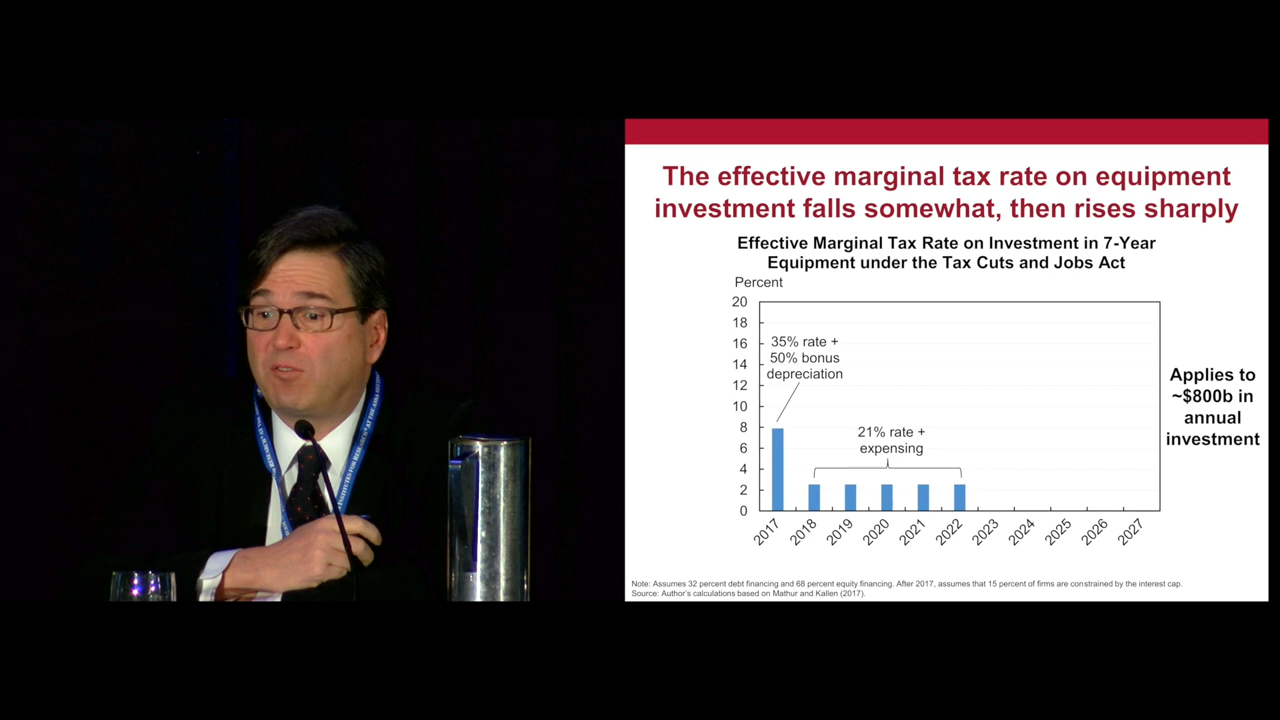 The effective marginal tax rate on equipment
investment falls somewhat, then rises sharply
Effective Marginal Tax Rate on Investment in 7-Year
Equipment under the Tax Cuts and Jobs Act
Percent
20
18
16
14
12
10
8
6
4
2
0
35% rate +
50% bonus
depreciation
21% rate +
expensing
2017
2018
2019
2020
2021
2022
2023
2024
2025
2026
2027
Applies to
~$800b in
annual
investment
Note: Assumes 32 percent debt financing and 68 percent equity financing. After 2017, assumes that 15 percent of firms are constrained by the interest cap.
Source: Author's calculations based on Mathur and Kallen (2017).